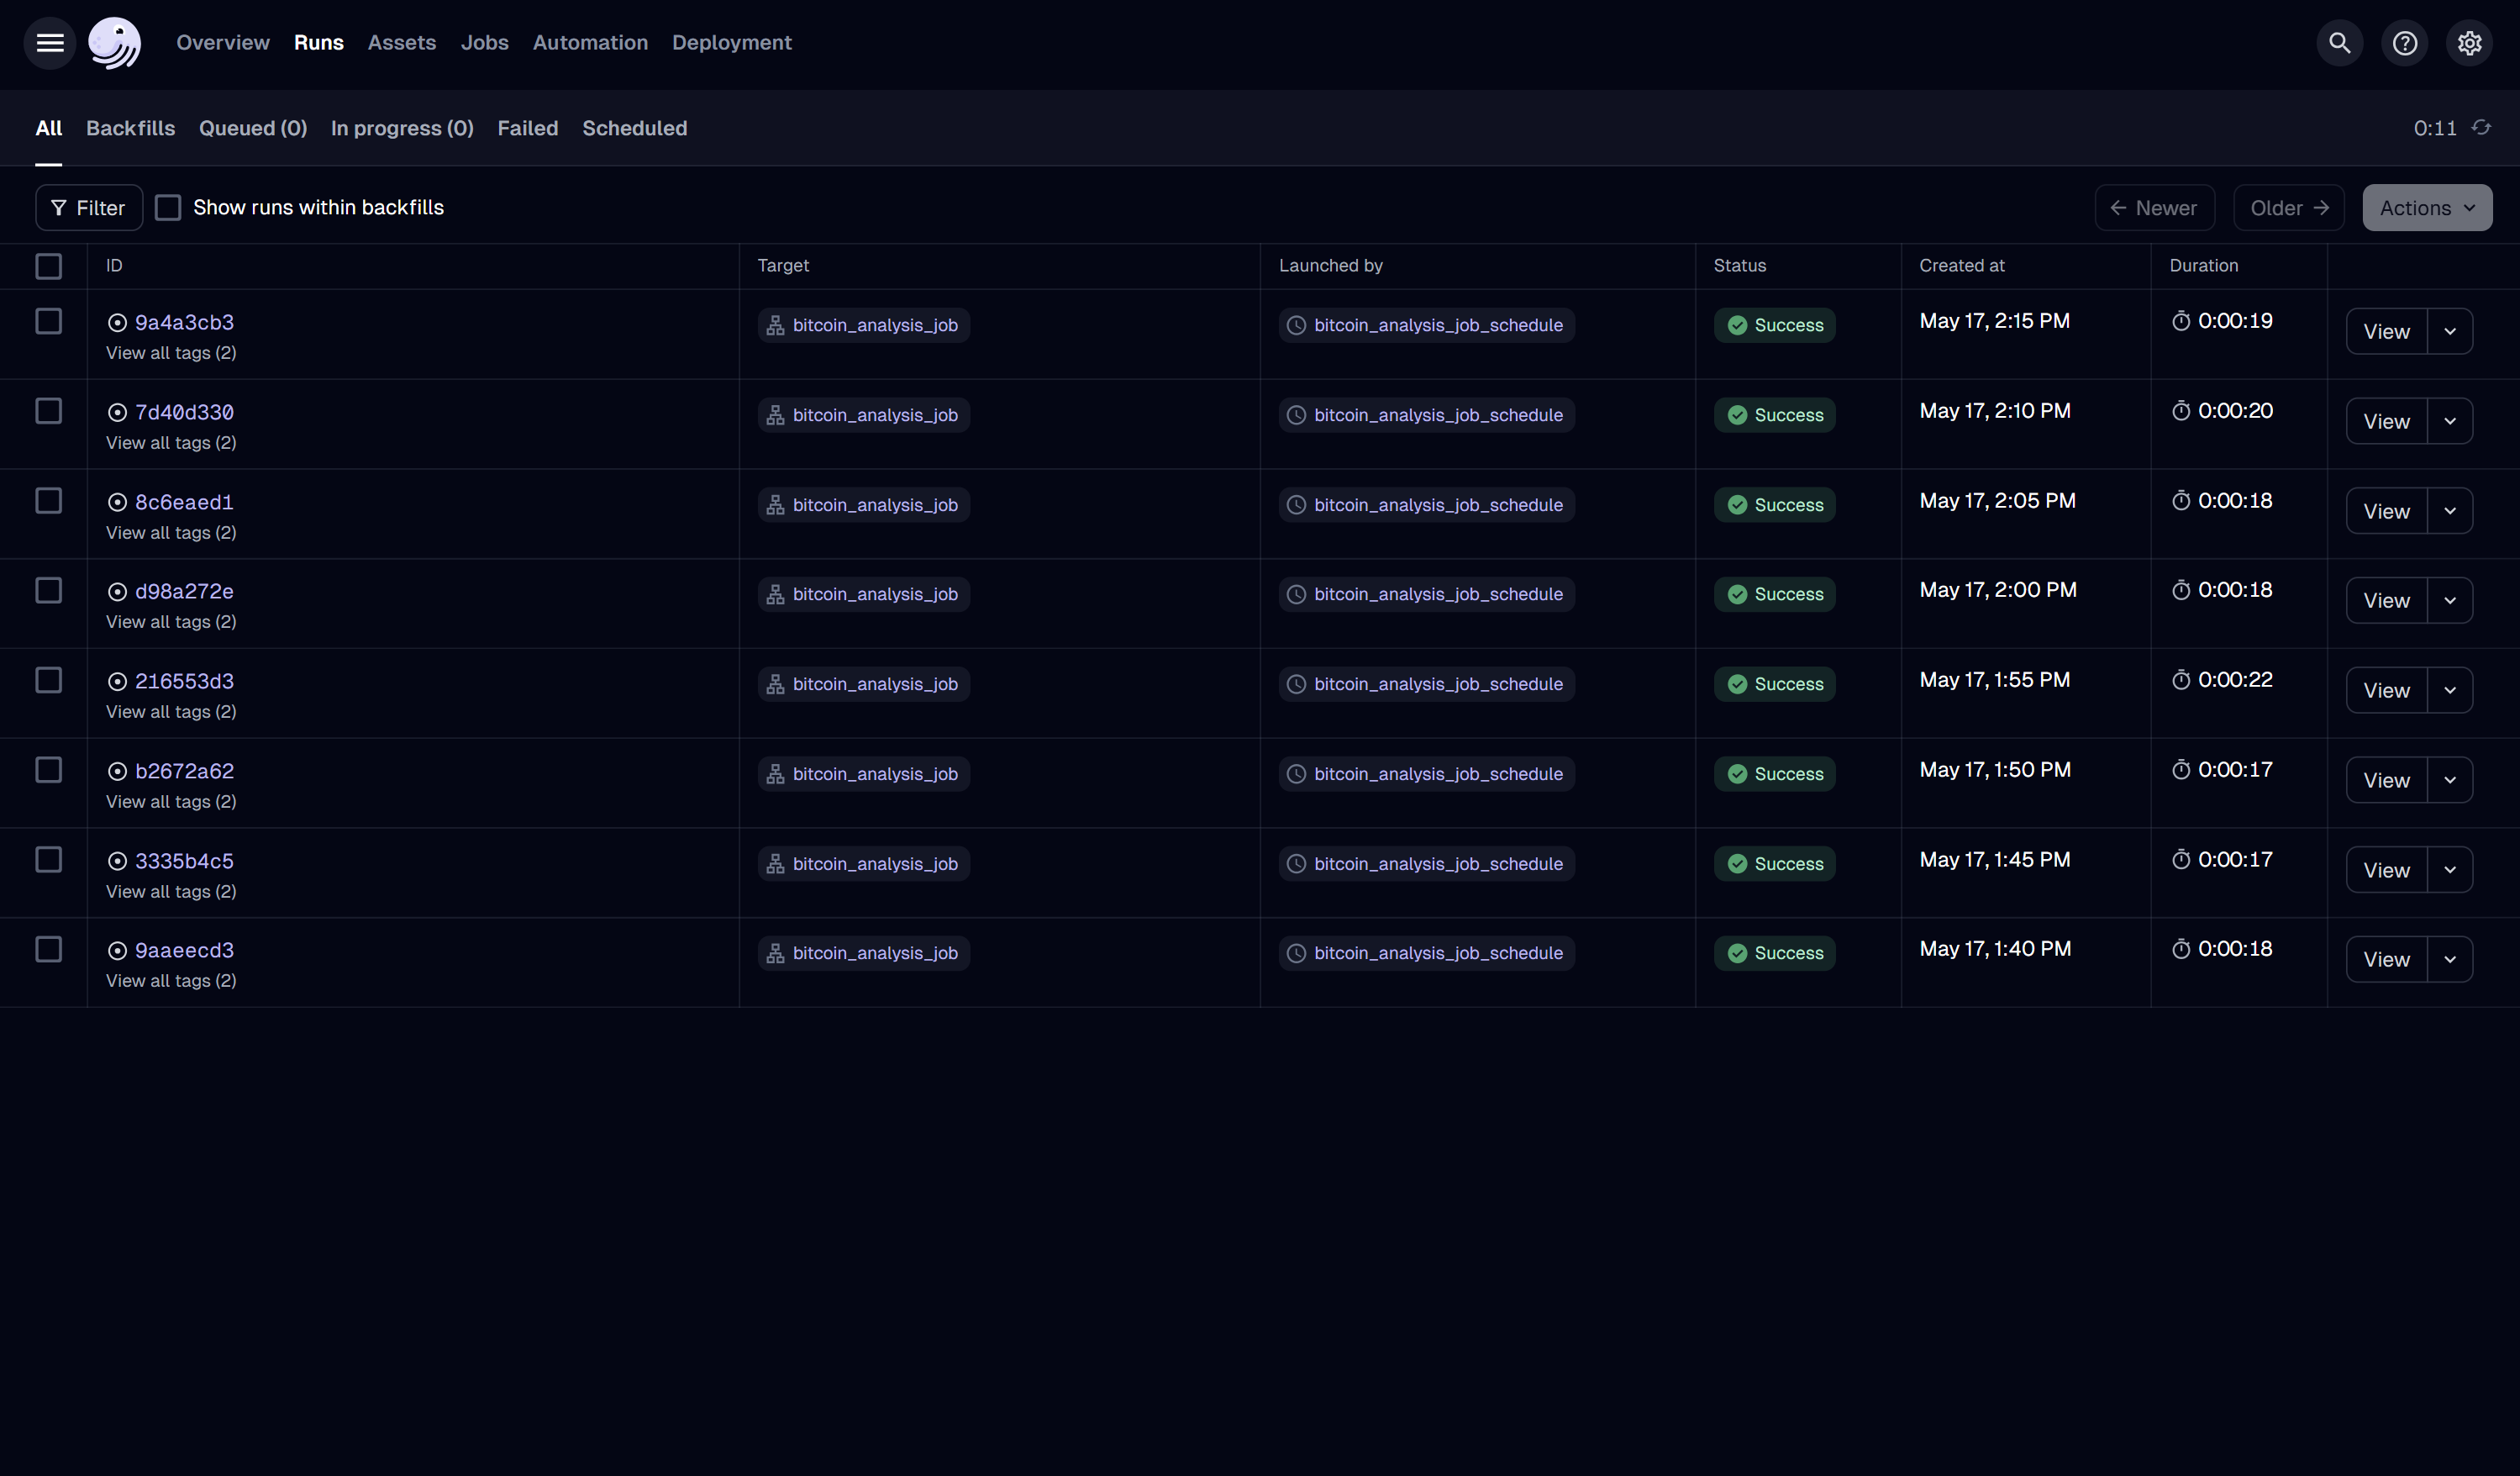 Overview Runs Assets Jobs Automation Deployment
All Backfills Queued (0) In progress (0) Failed Scheduled 0:11
Filter Show runs within backfills Newer Older Actions
ID Target Launched by Status Created at Duration
9a4a3cb3 bitcoin_analysis_job bitcoin_analysis_job_schedule Success May 17, 2:15 PM 0:00:19 View
View all tags (2)
7d40d330 bitcoin_analysis_job bitcoin_analysis_job_schedule Success May 17, 2:10 PM 0:00:20 View
View all tags (2)
8c6eaed1 bitcoin_analysis_job bitcoin_analysis_job_schedule Success May 17, 2:05 PM 0:00:18 View
View all tags (2)
d98a272e bitcoin_analysis_job bitcoin_analysis_job_schedule Success May 17, 2:00 PM 0:00:18 View
View all tags (2)
216553d3 bitcoin_analysis_job bitcoin_analysis_job_schedule Success May 17, 1:55 PM 0:00:22 View
View all tags (2)
b2672a62 bitcoin_analysis_job bitcoin_analysis_job_schedule Success May 17, 1:50 PM 0:00:17 View
View all tags (2)
3335b4c5 bitcoin_analysis_job bitcoin_analysis_job_schedule Success May 17, 1:45 PM 0:00:17 View
View all tags (2)
9aaeecd3 bitcoin_analysis_job bitcoin_analysis_job_schedule Success May 17, 1:40 PM 0:00:18 View
View all tags (2)